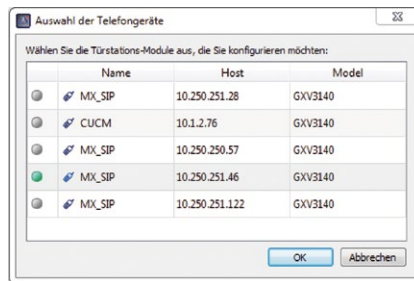 Auswahl der Telefongeräte
Wählen Sie die Türstations-Module aus, die Sie konfigurieren möchten:
Name Host Model
MX_SIP 10.250.251.28 GXV3140
CUCM 10.1.2.76 GXV3140
MX_SIP 10.250.250.57 GXV3140
MX_SIP 10.250.251.46 GXV3140
MX_SIP 10.250.251.122 GXV3140
OK Abbrechen